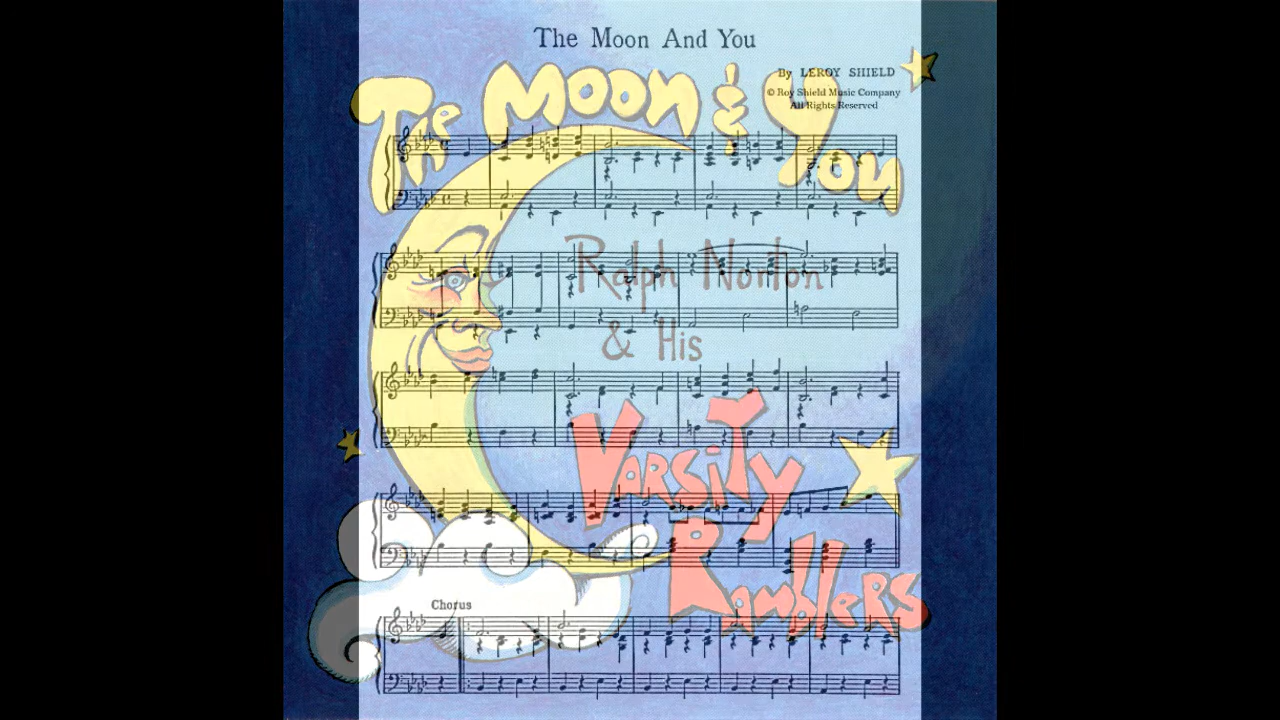 The Moon And You
By LEROY SHIELD
© Roy Shield Music Company
All Rights Reserved
THE MOON & YOU
Ralph Norton
& His
VARSiTY
RambleRS
Chorus